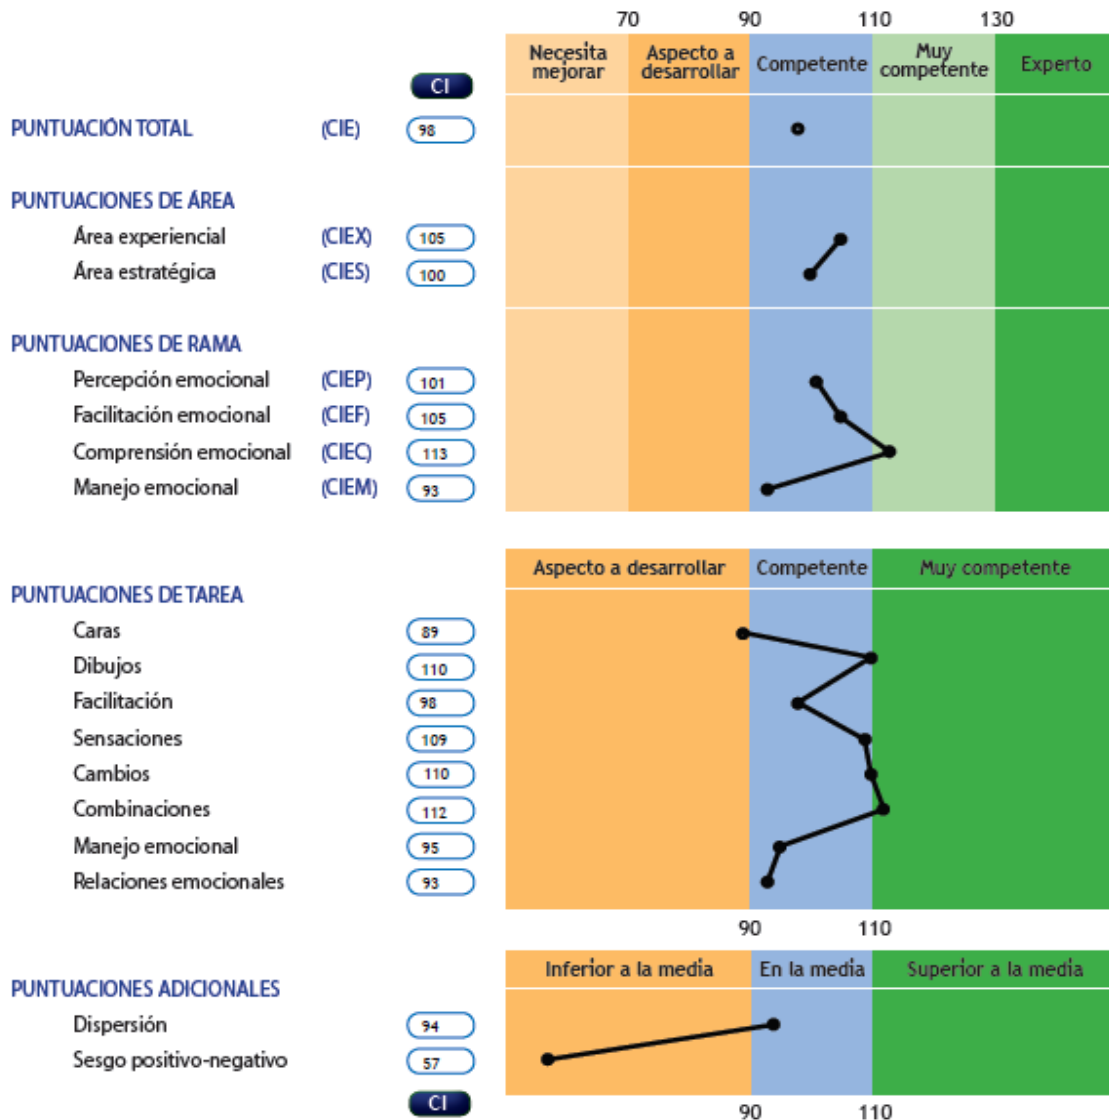 70 90 110 130
Necesita mejorar Aspecto a desarrollar Competente Muy competente Experto
CI
PUNTUACIÓN TOTAL (CIE) 98
PUNTUACIONES DE ÁREA
Área experiencial (CIEX) 105
Área estratégica (CIES) 100
PUNTUACIONES DE RAMA
Percepción emocional (CIEP) 101
Facilitación emocional (CIEF) 105
Comprensión emocional (CIEC) 113
Manejo emocional (CIEM) 93
Aspecto a desarrollar Competente Muy competente
PUNTUACIONES DE TAREA
Caras 89
Dibujos 110
Facilitación 98
Sensaciones 109
Cambios 110
Combinaciones 112
Manejo emocional 95
Relaciones emocionales 93
90 110
Inferior a la media En la media Superior a la media
PUNTUACIONES ADICIONALES
Dispersión 94
Sesgo positivo-negativo 57
CI
90 110